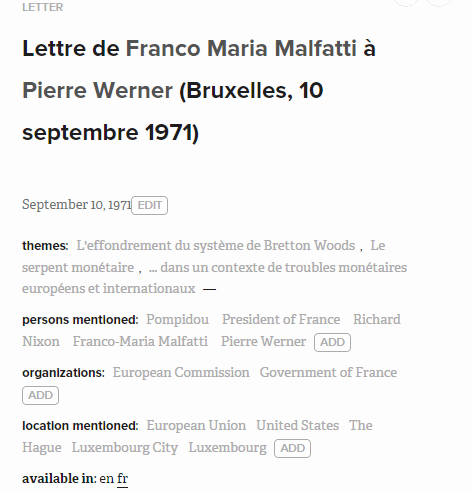 LETTER
Lettre de Franco Maria Malfatti à
Pierre Werner (Bruxelles, 10
septembre 1971)
September 10, 1971 EDIT
themes: L'effondrement du système de Bretton Woods , Le
serpent monétaire , ... dans un contexte de troubles monétaires
européens et internationaux —
persons mentioned: Pompidou President of France Richard
Nixon Franco-Maria Malfatti Pierre Werner ADD
organizations: European Commission Government of France
ADD
location mentioned: European Union United States The
Hague Luxembourg City Luxembourg ADD
available in: en fr